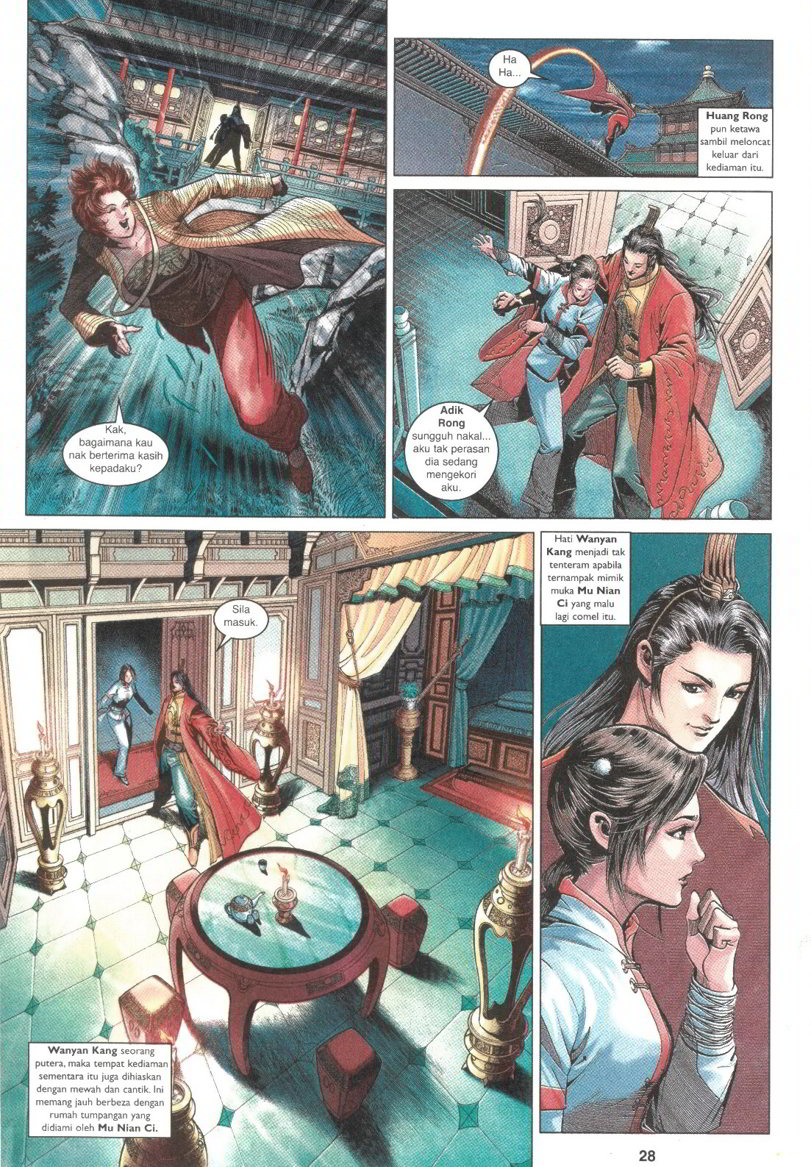 Kak,
bagaimana kau
nak berterima kasih
kepadaku?
Ha
Ha...
Huang Rong
pun ketawa
sambil meloncat
keluar dari
kediaman itu.
Adik
Rong
sungguh nakal...
aku tak perasan
dia sedang
mengekori
aku.
Sila
masuk.
Wanyan Kang seorang
putera, maka tempat kediaman
sementara itu juga dihiaskan
dengan mewah dan cantik. Ini
memang jauh berbeza dengan
rumah tumpangan yang
didiami oleh Mu Nian Ci.
Hati Wanyan
Kang menjadi tak
tenteram apabila
ternampak mimik
muka Mu Nian
Ci yang malu
lagi comel itu.
28